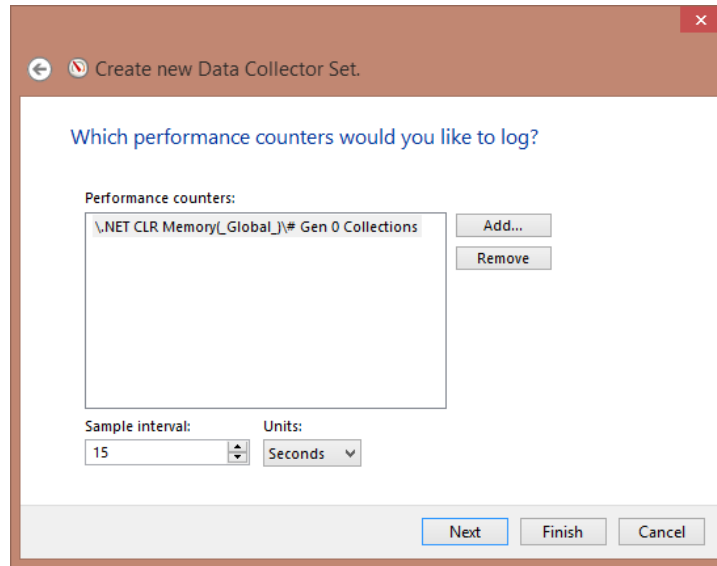 Create new Data Collector Set.
Which performance counters would you like to log?
Performance counters:
\.NET CLR Memory(_Global_)\# Gen 0 Collections
Add...
Remove
Sample interval:
Units:
15
Seconds
Next
Finish
Cancel